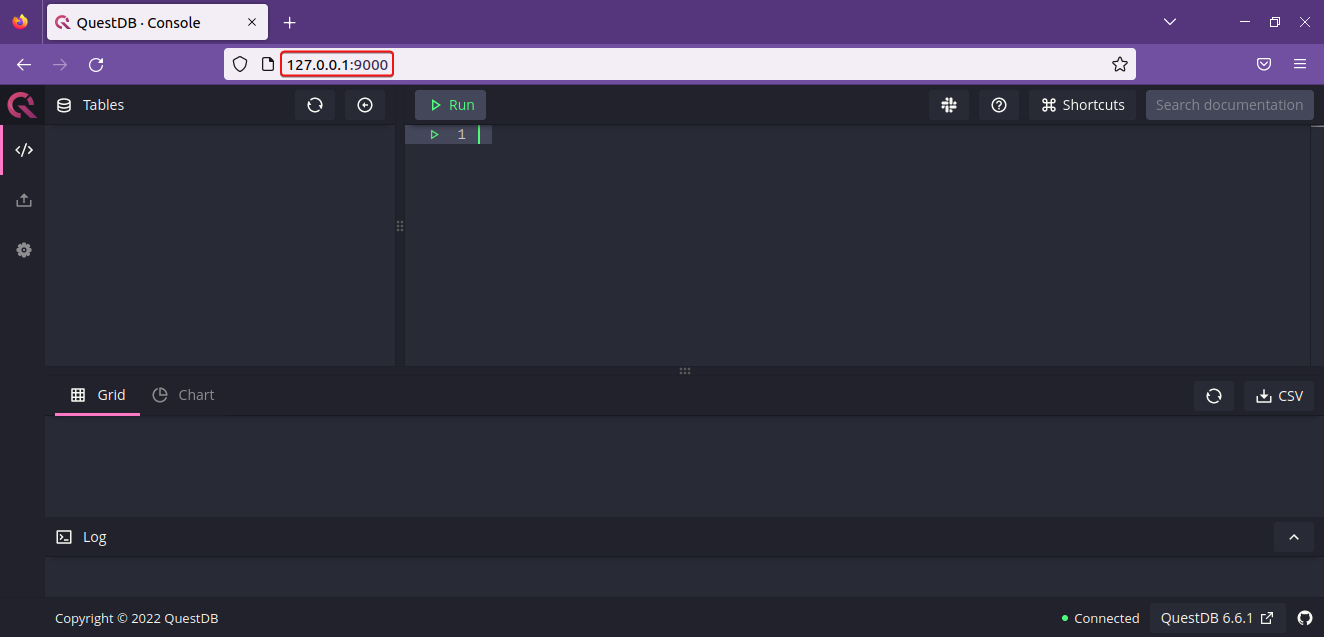 QuestDB · Console
127.0.0.1:9000
Tables
Run
Shortcuts
Search documentation
1
Grid
Chart
CSV
Log
Copyright © 2022 QuestDB
Connected
QuestDB 6.6.1